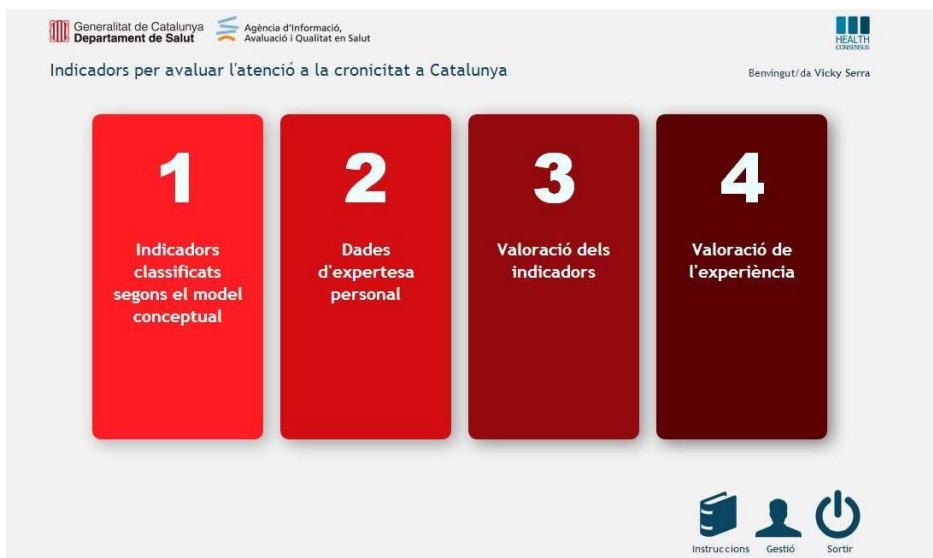 Generalitat de Catalunya
Departament de Salut
Agència d'Informació,
Avaluació i Qualitat en Salut
HEALTH
CONSENSUS
Indicadors per avaluar l'atenció a la cronicitat a Catalunya
Benvingut/da Vicky Serra
1
Indicadors
classificats
segons el model
conceptual
2
Dades
d'expertesa
personal
3
Valoració dels
indicadors
4
Valoració de
l'experiència
Instruccions
Gestió
Sortir